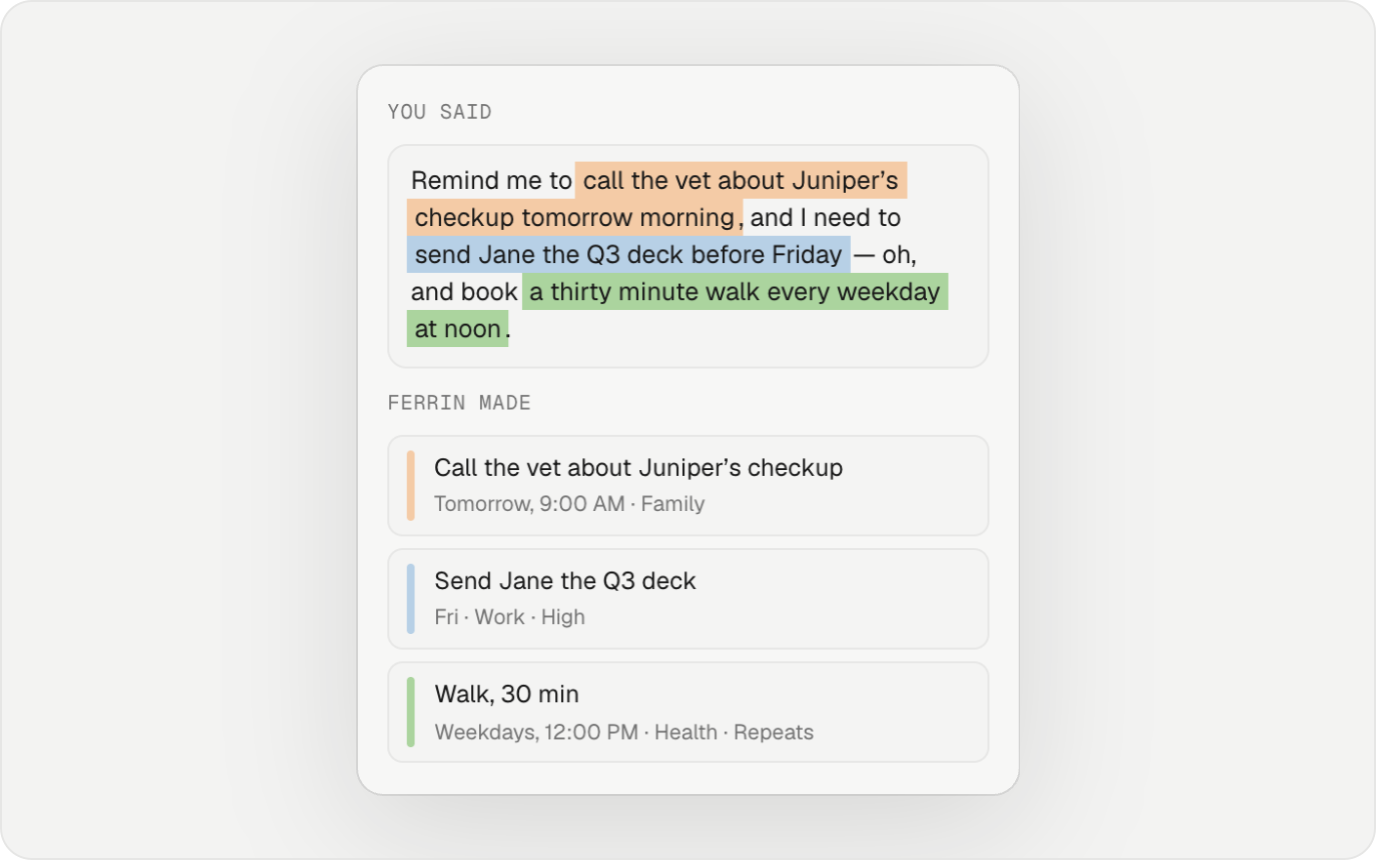 YOU SAID
Remind me to call the vet about Juniper’s
checkup tomorrow morning, and I need to
send Jane the Q3 deck before Friday — oh,
and book a thirty minute walk every weekday
at noon.
FERRIN MADE
Call the vet about Juniper’s checkup
Tomorrow, 9:00 AM · Family
Send Jane the Q3 deck
Fri · Work · High
Walk, 30 min
Weekdays, 12:00 PM · Health · Repeats